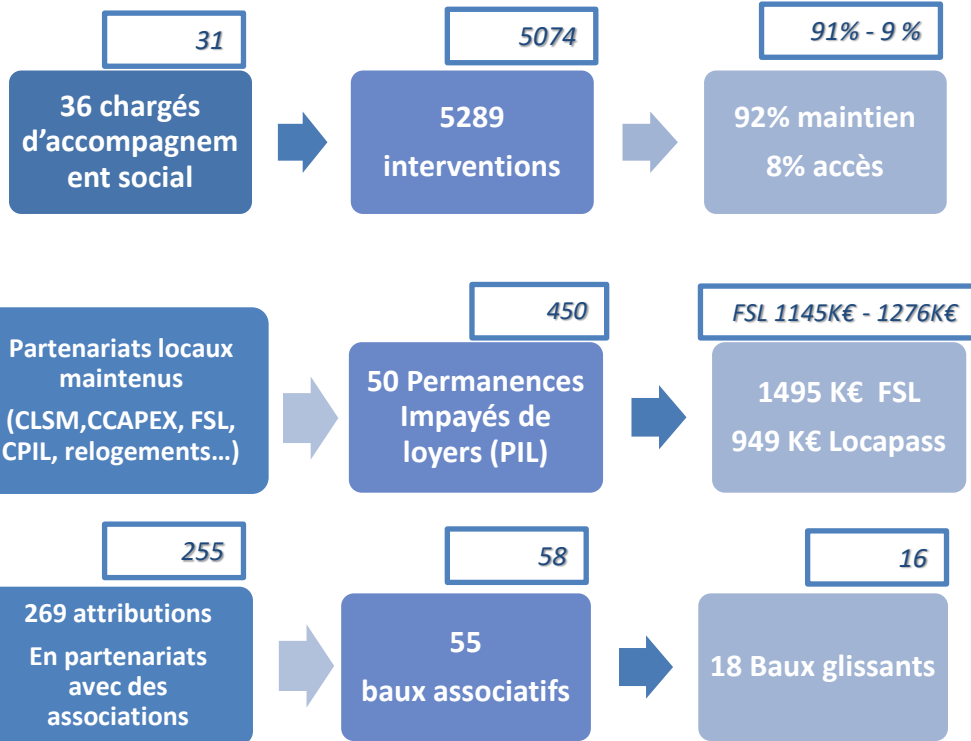 31
5074
91% - 9 %
36 chargés
d'accompagnem
ent social
5289
interventions
92% maintien
8% accès
450
FSL 1145K€ - 1276K€
Partenariats locaux
maintenus
(CLSM,CCAPEX, FSL,
CPIL, relogements…)
50 Permanences
Impayés de
loyers (PIL)
1495 K€ FSL
949 K€ Locapass
255
58
16
269 attributions
En partenariats
avec des
associations
55
baux associatifs
18 Baux glissants